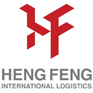 HENG FENG
INTERNATIONAL LOGISTICS